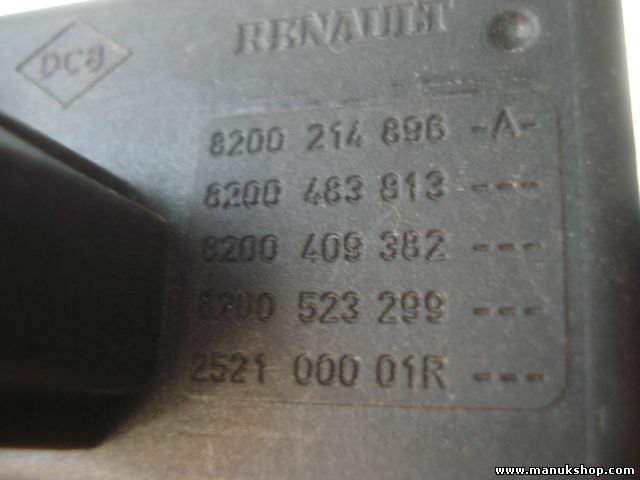 DCB
RENAULT
8200 214 896 -A-
8200 483 813 ---
8200 409 382 ---
8200 523 299 ---
2521 000 01R ---
www.manukshop.com